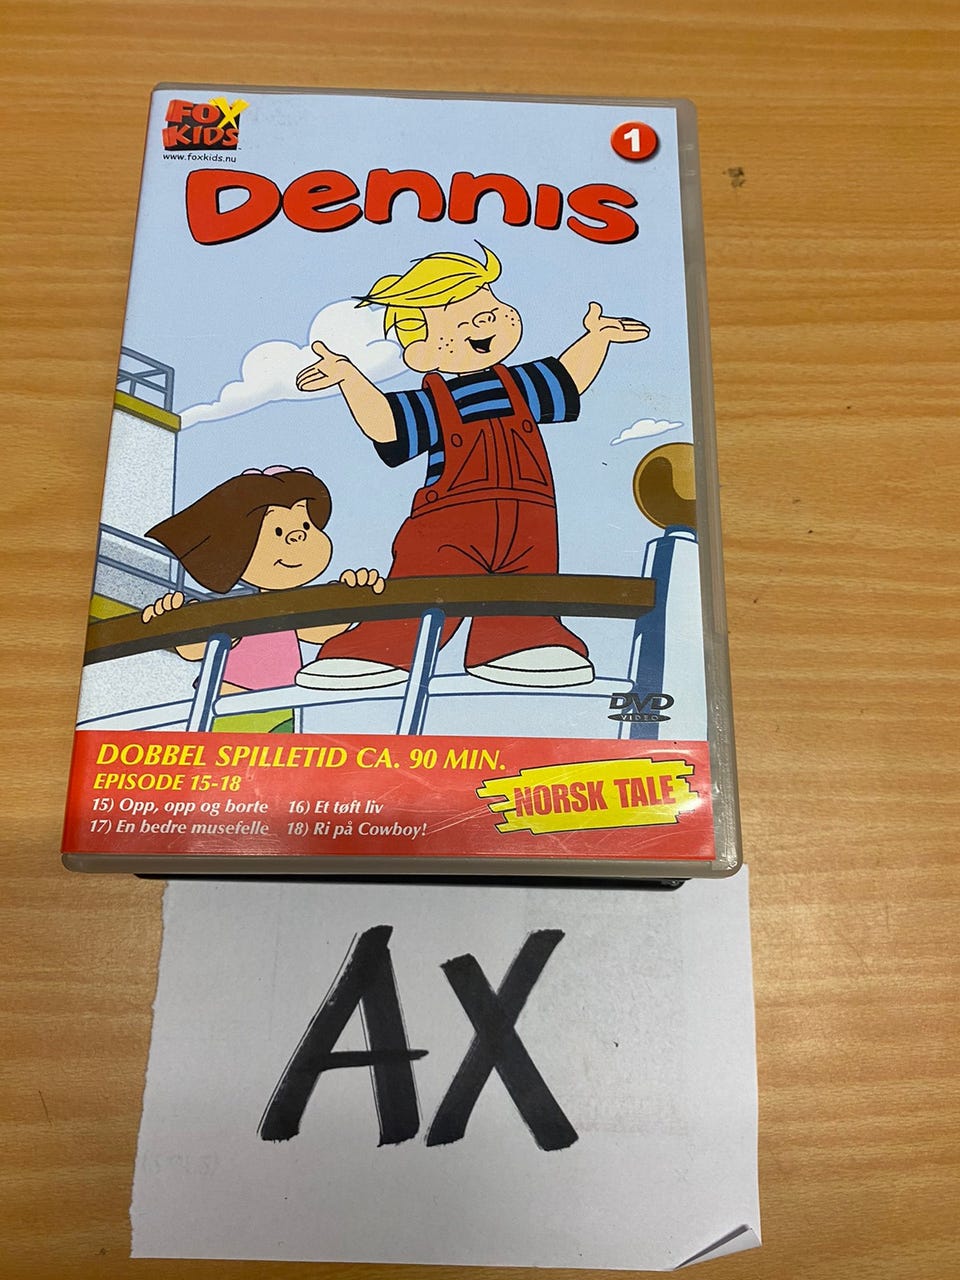 FOX
KIDS
www.foxkids.nu
1
Dennis
DVD
VIDEO
DOBBEL SPILLETID CA. 90 MIN.
EPISODE 15-18
15) Opp, opp og borte 16) Et tøft liv
17) En bedre musefelle 18) Ri på Cowboy!
NORSK TALE
AX